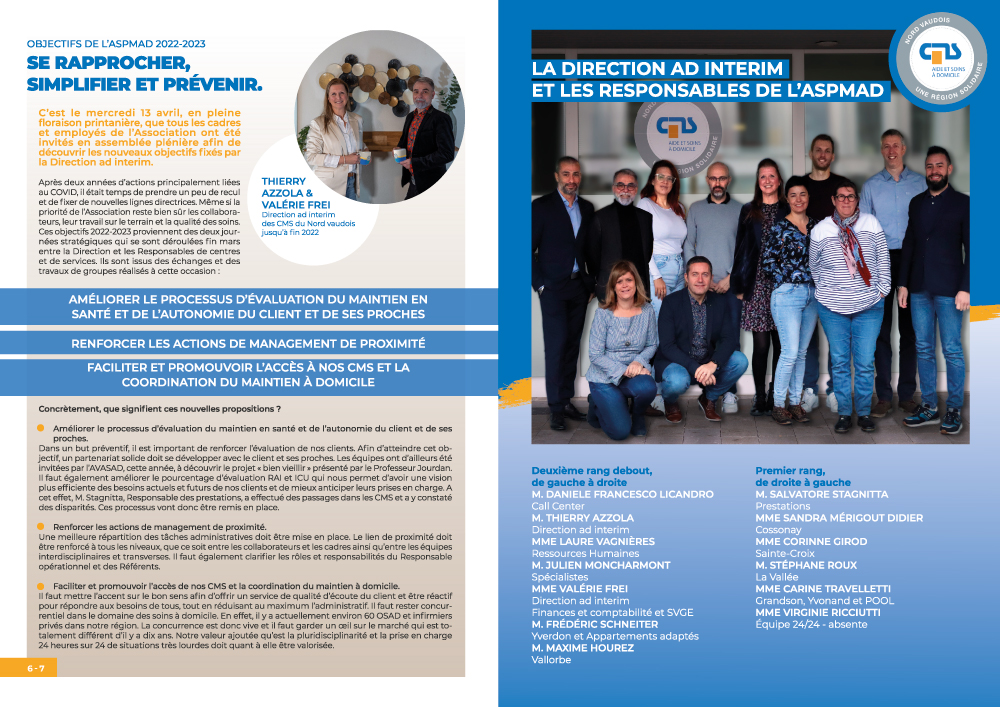 OBJECTIFS DE L'ASPMAD 2022-2023
SE RAPPROCHER,
SIMPLIFIER ET PRÉVENIR.
C'est le mercredi 13 avril, en pleine
floraison printanière, que tous les cadres
et employés de l'Association ont été
invités en assemblée plénière afin de
découvrir les nouveaux objectifs fixés par
la Direction ad interim.
Après deux années d'actions principalement liées
au COVID, il était temps de prendre un peu de recul
et de fixer de nouvelles lignes directrices. Même si la
priorité de l'Association reste bien sûr les collabora-
teurs, leur travail sur le terrain et la qualité des soins.
Ces objectifs 2022-2023 proviennent des deux jour-
nées stratégiques qui se sont déroulées fin mars
entre la Direction et les Responsables de centres
et de services. Ils sont issus des échanges et des
travaux de groupes réalisés à cette occasion :
THIERRY
AZZOLA &
VALÉRIE FREI
Direction ad interim
des CMS du Nord vaudois
jusqu'à fin 2022
AMÉLIORER LE PROCESSUS D'ÉVALUATION DU MAINTIEN EN
SANTÉ ET DE L'AUTONOMIE DU CLIENT ET DE SES PROCHES
RENFORCER LES ACTIONS DE MANAGEMENT DE PROXIMITÉ
FACILITER ET PROMOUVOIR L'ACCÈS À NOS CMS ET LA
COORDINATION DU MAINTIEN À DOMICILE
Concrètement, que signifient ces nouvelles propositions ?
Améliorer le processus d'évaluation du maintien en santé et de l'autonomie du client et de ses
proches.
Dans un but préventif, il est important de renforcer l'évaluation de nos clients. Afin d'atteindre cet ob-
jectif, un partenariat solide doit se développer avec le client et ses proches. Les équipes ont d'ailleurs été
invitées par l'AVASAD, cette année, à découvrir le projet « bien vieillir » présenté par le Professeur Jourdan.
Il faut également améliorer le pourcentage d'évaluation RAI et ICU qui nous permet d'avoir une vision
plus efficiente des besoins actuels et futurs de nos clients et de mieux anticiper leurs prises en charge. A
cet effet, M. Stagnitta, Responsable des prestations, a effectué des passages dans les CMS et a y constaté
des disparités. Ces processus vont donc être remis en place.
Renforcer les actions de management de proximité.
Une meilleure répartition des tâches administratives doit être mise en place. Le lien de proximité doit
être renforcé à tous les niveaux, que ce soit entre les collaborateurs et les cadres ainsi qu'entre les équipes
interdisciplinaires et transverses. Il faut également clarifier les rôles et responsabilités du Responsable
opérationnel et des Référents.
Faciliter et promouvoir l'accès de nos CMS et la coordination du maintien à domicile.
Il faut mettre l'accent sur le bon sens afin d'offrir un service de qualité d'écoute du client et être réactif
pour répondre aux besoins de tous, tout en réduisant au maximum l'administratif. Il faut rester concur-
rentiel dans le domaine des soins à domicile. En effet, il y a actuellement environ 60 OSAD et infirmiers
privés dans notre région. La concurrence est donc vive et il faut garder un œil sur le marché qui est to-
talement différent d'il y a dix ans. Notre valeur ajoutée qu'est la pluridisciplinarité et la prise en charge
24 heures sur 24 de situations très lourdes doit quant à elle être valorisée.
6 - 7
LA DIRECTION AD INTERIM
ET LES RESPONSABLES DE L'ASPMAD
NORD VAUDOIS
cms
AIDE ET SOINS
À DOMICILE
UNE RÉGION SOLIDAIRE
cms
AIDE ET SOINS
À DOMICILE
Deuxième rang debout,
de gauche à droite
M. DANIELE FRANCESCO LICANDRO
Call Center
M. THIERRY AZZOLA
Direction ad interim
MME LAURE VAGNIÈRES
Ressources Humaines
M. JULIEN MONCHARMONT
Spécialistes
MME VALÉRIE FREI
Direction ad interim
Finances et comptabilité et SVGE
M. FRÉDÉRIC SCHNEITER
Yverdon et Appartements adaptés
M. MAXIME HOUREZ
Vallorbe
Premier rang,
de droite à gauche
M. SALVATORE STAGNITTA
Prestations
MME SANDRA MÉRIGOUT DIDIER
Cossonay
MME CORINNE GIROD
Sainte-Croix
M. STÉPHANE ROUX
La Vallée
MME CARINE TRAVELLETTI
Grandson, Yvonand et POOL
MME VIRGINIE RICCIUTTI
Équipe 24/24 - absente